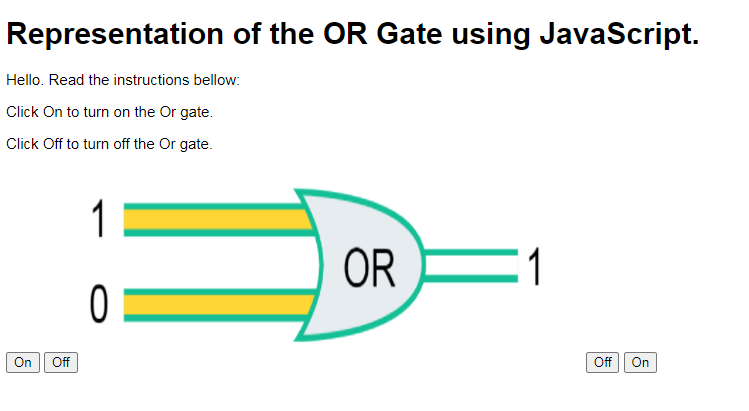 Representation of the OR Gate using JavaScript.
Hello. Read the instructions bellow:
Click On to turn on the Or gate.
Click Off to turn off the Or gate.
1
OR
1
0
On Off Off On